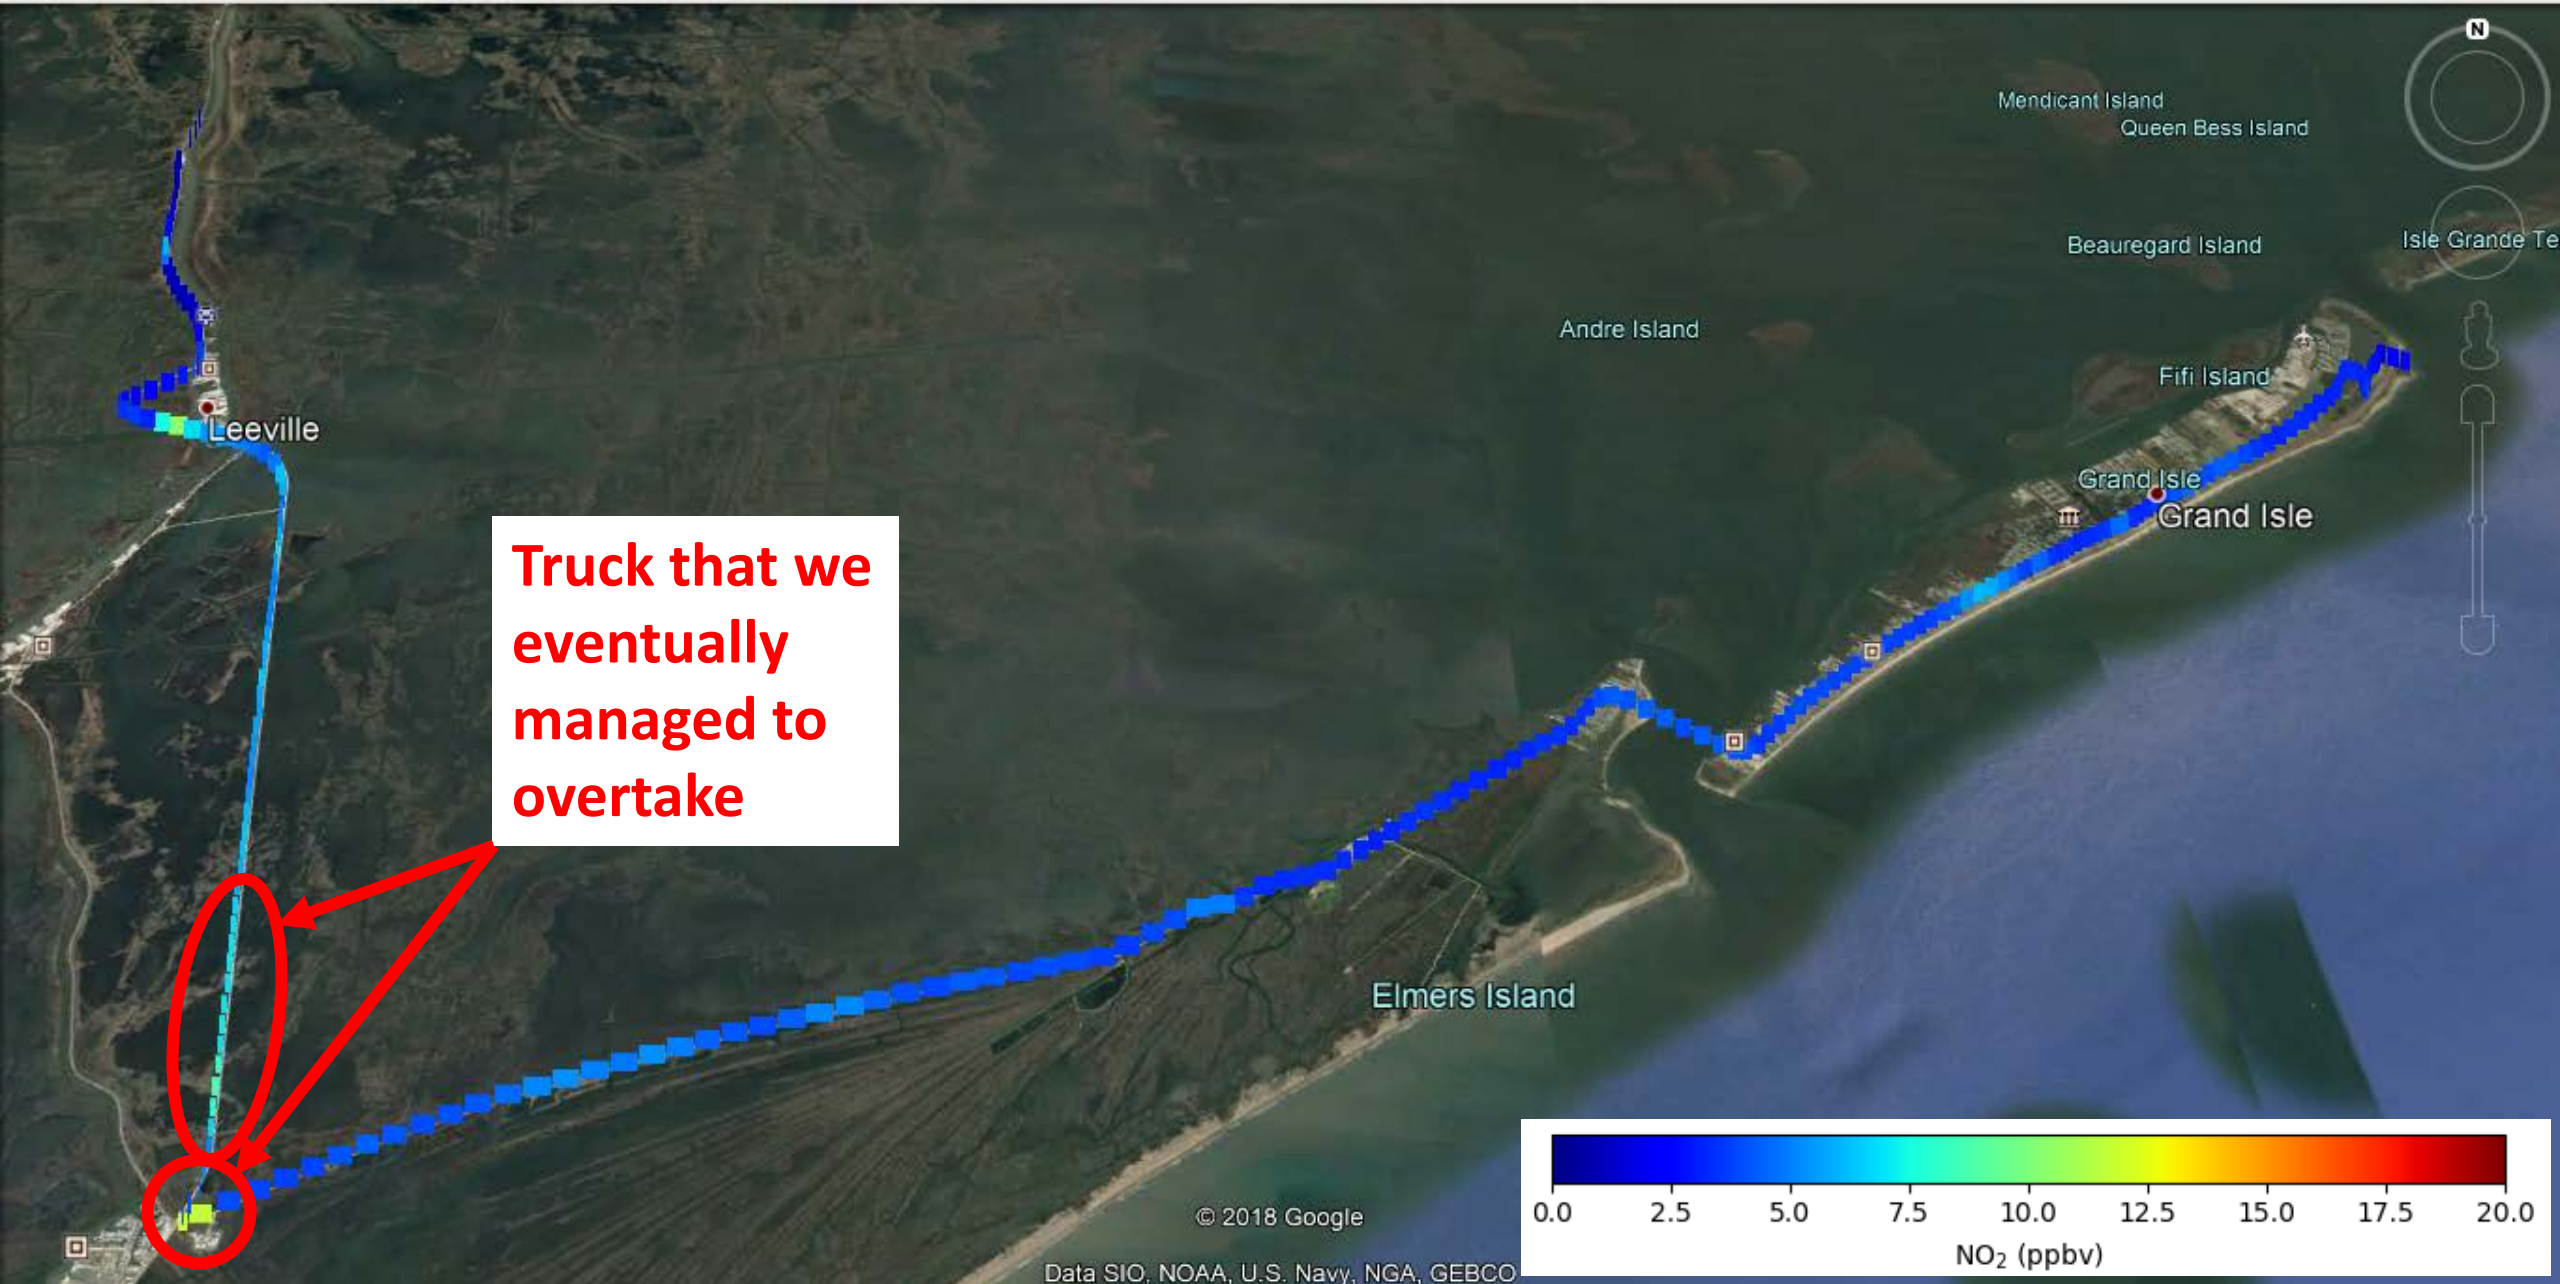 N
Mendicant Island
Queen Bess Island
Isle Grande Te
Beauregard Island
Andre Island
Fifi Island
Leeville
Grand Isle
Grand Isle
Truck that we
eventually
managed to
overtake
Elmers Island
© 2018 Google
Data SIO, NOAA, U.S. Navy, NGA, GEBCO
0.0 2.5 5.0 7.5 10.0 12.5 15.0 17.5 20.0
NO₂ (ppbv)